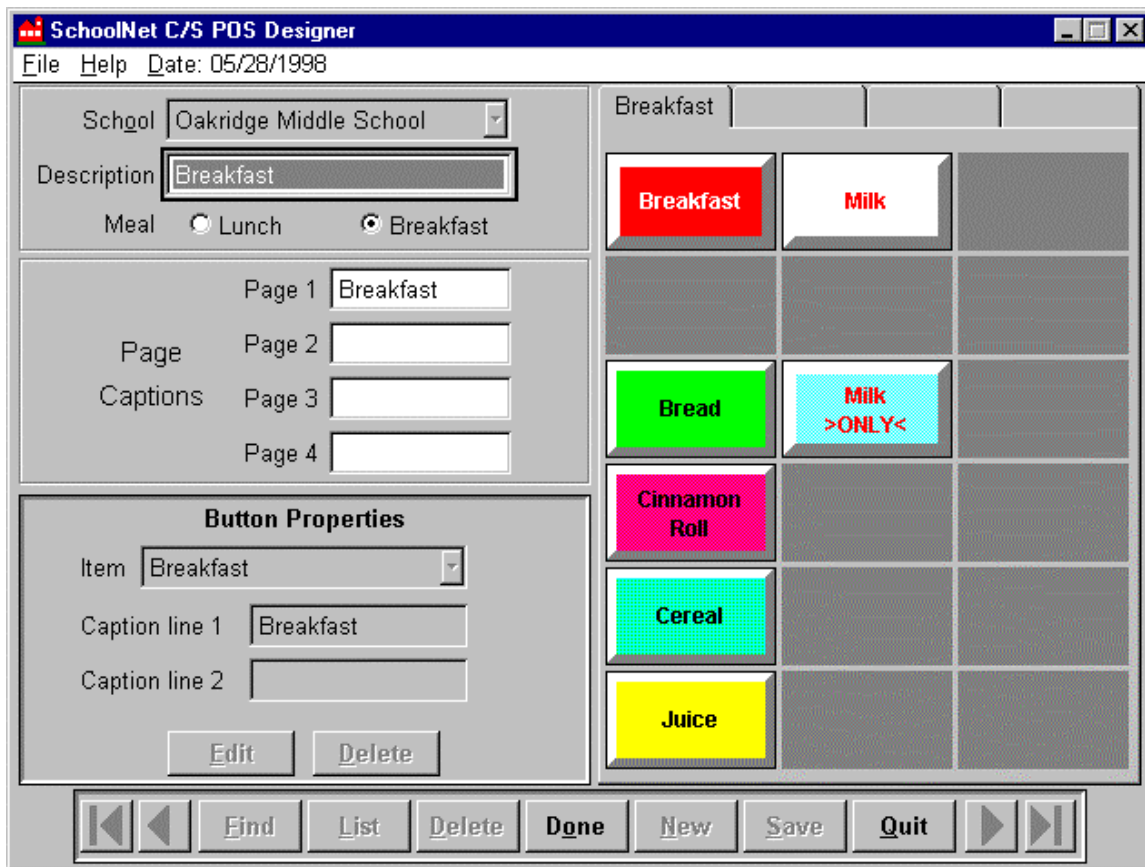 SchoolNet C/S POS Designer
File Help Date: 05/28/1998
School Oakridge Middle School
Description Breakfast
Meal Lunch Breakfast
Page Captions
Page 1 Breakfast
Page 2
Page 3
Page 4
Button Properties
Item Breakfast
Caption line 1 Breakfast
Caption line 2
Edit Delete
Breakfast
Breakfast Milk
Bread Milk >ONLY<
Cinnamon Roll
Cereal
Juice
Find List Delete Done New Save Quit